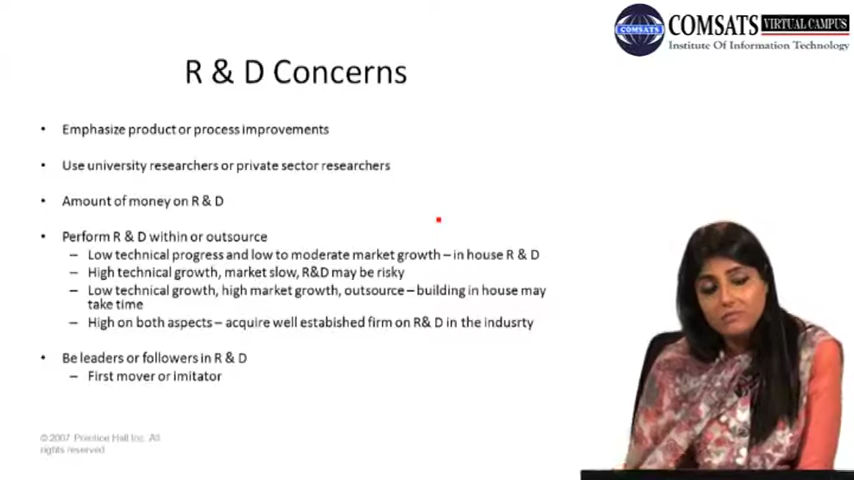 COMSATS VIRTUAL CAMPUS
Institute Of Information Technology
COMSATS
R & D Concerns
• Emphasize product or process improvements
• Use university researchers or private sector researchers
• Amount of money on R & D
• Perform R & D within or outsource
– Low technical progress and low to moderate market growth – in house R & D
– High technical growth, market slow, R&D may be risky
– Low technical growth, high market growth, outsource – building in house may
take time
– High on both aspects – acquire well estabished firm on R& D in the indusrty
• Be leaders or followers in R & D
– First mover or imitator
© 2007 Prentice Hall Inc. All
rights reserved.